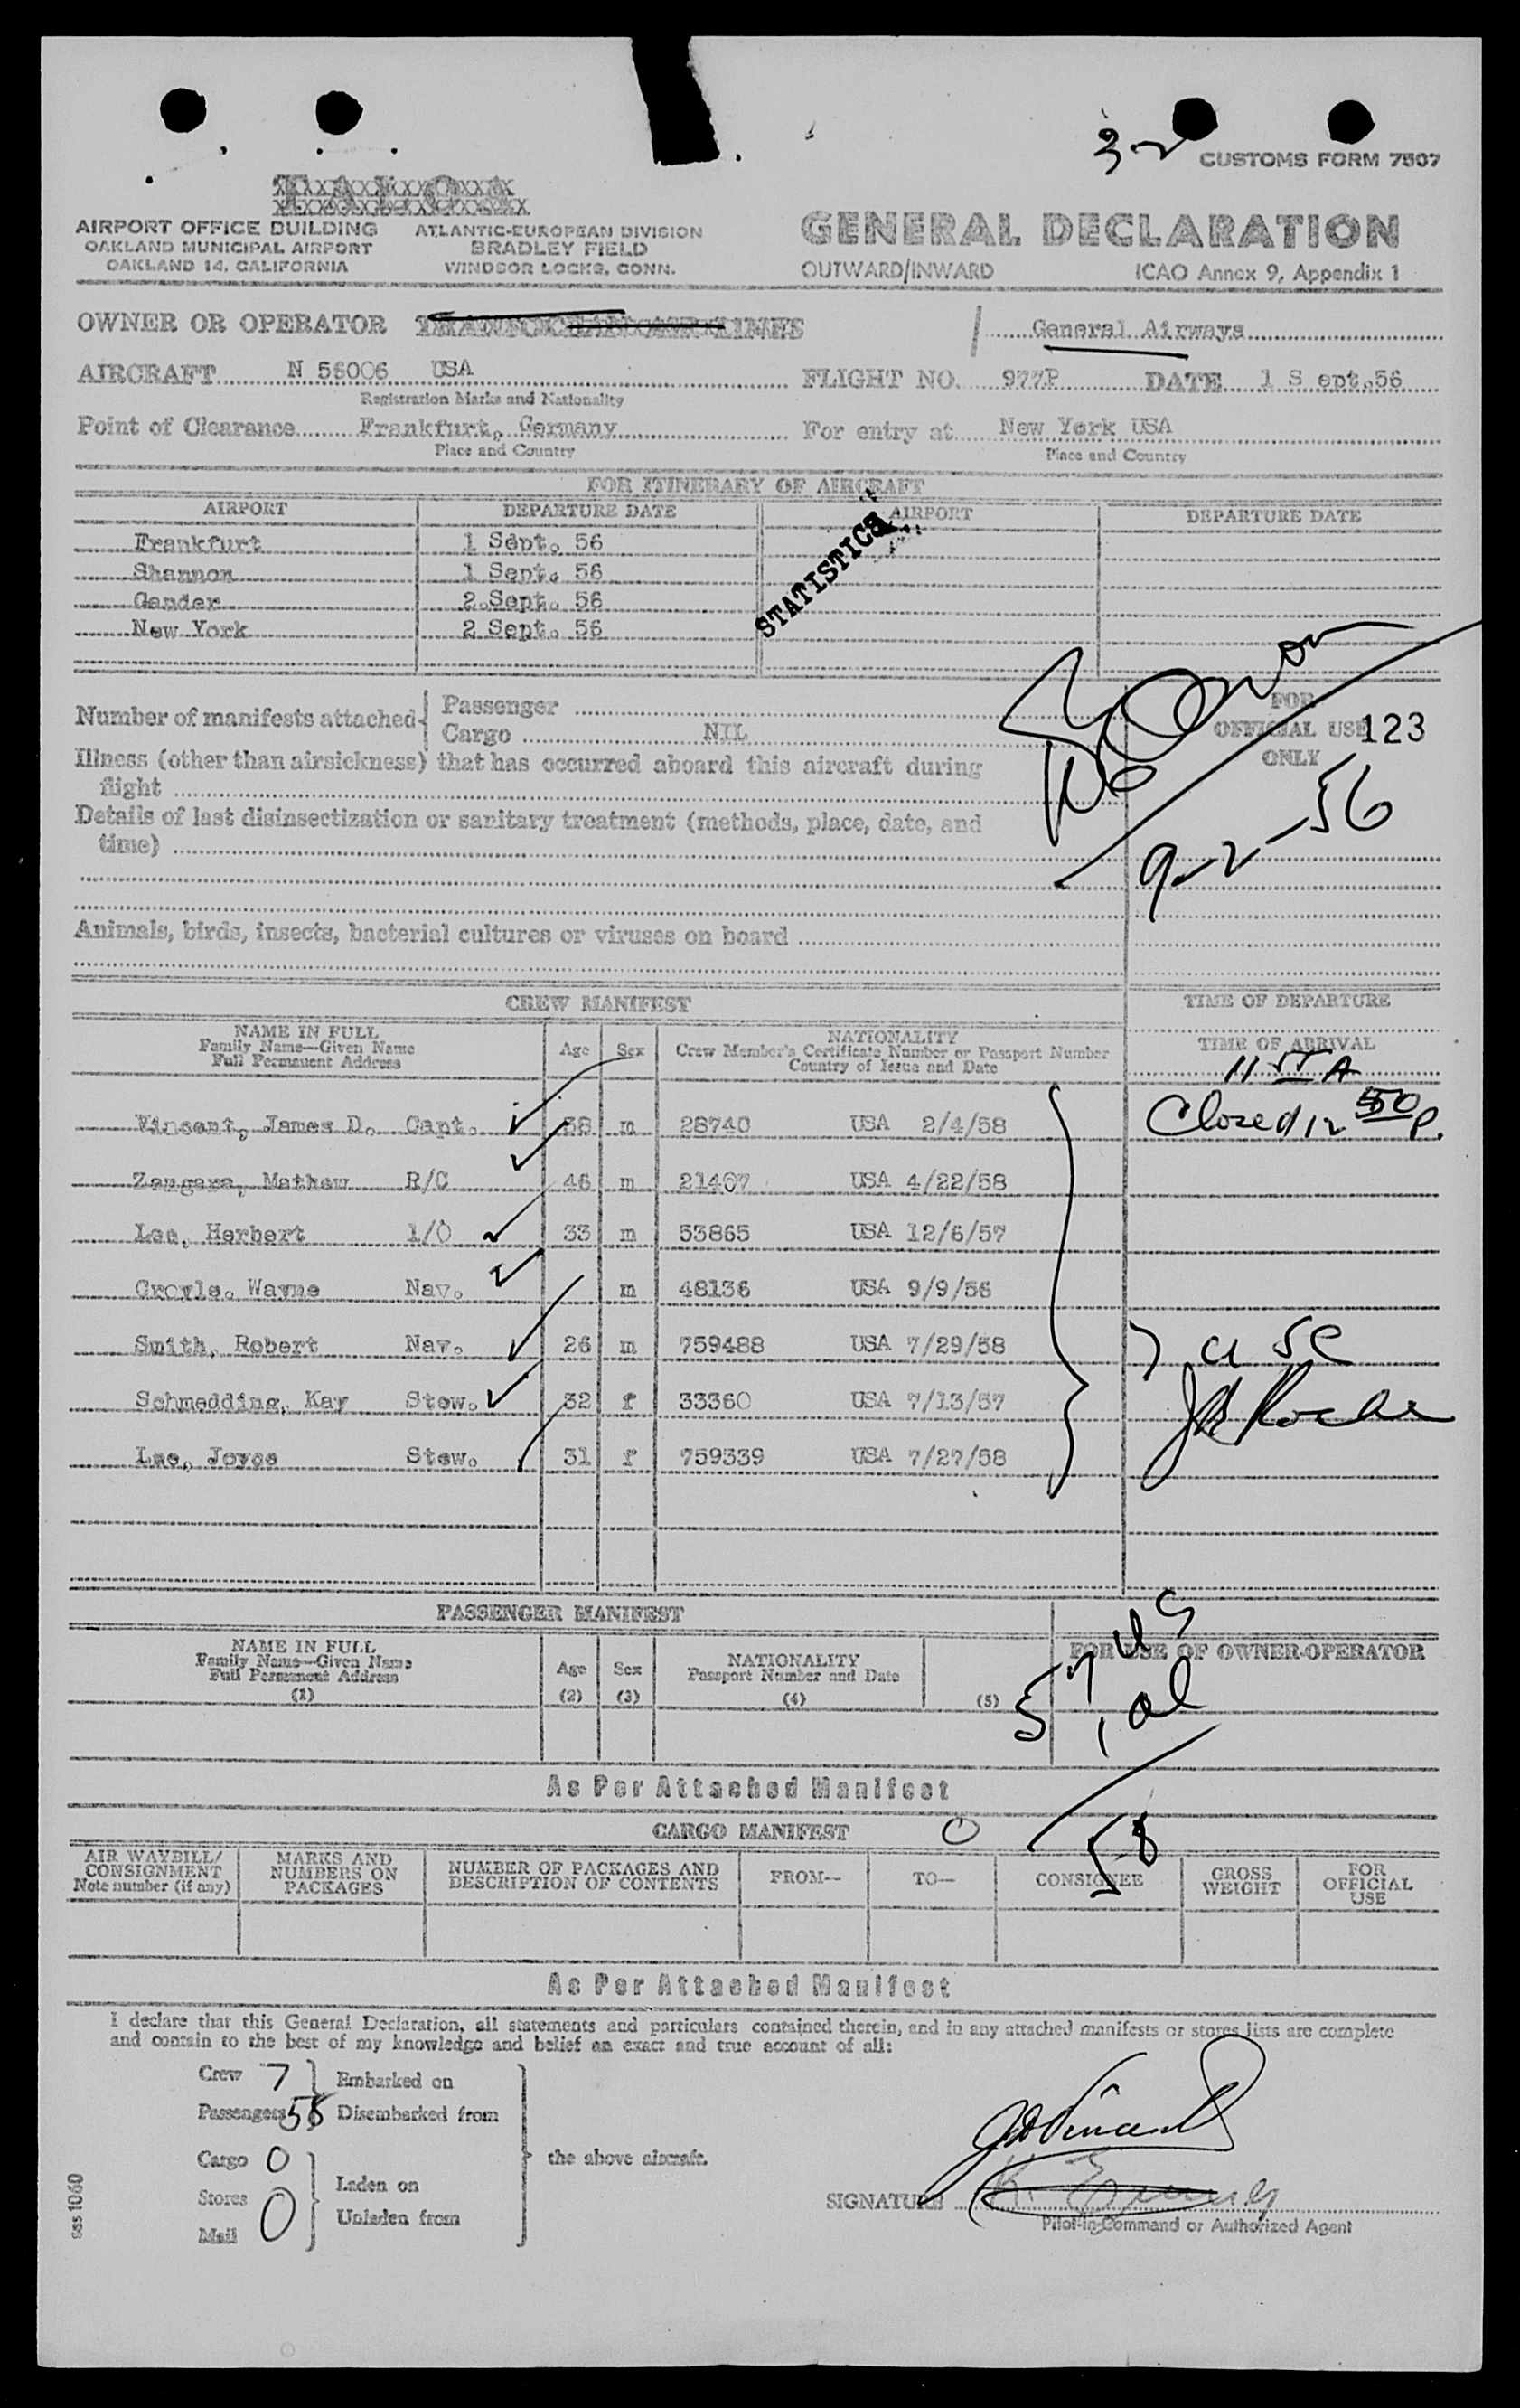 3-2
CUSTOMS FORM 7507
AIRPORT OFFICE BUILDING
OAKLAND MUNICIPAL AIRPORT
OAKLAND 14, CALIFORNIA
ATLANTIC-EUROPEAN DIVISION
BRADLEY FIELD
WINDSOR LOCKS, CONN.
GENERAL DECLARATION
OUTWARD/INWARD ICAO Annex 9, Appendix 1
OWNER OR OPERATOR General Airways
AIRCRAFT N 56006 USA FLIGHT NO. 977P DATE 1 S ept.56
Registration Marks and Nationality
Point of Clearance Frankfurt, Germany For entry at New York USA
Place and Country Place and Country
FOR ITINERARY OF AIRCRAFT
AIRPORT DEPARTURE DATE AIRPORT DEPARTURE DATE
Frankfurt 1 Sept. 56
Shannon 1 Sept. 56
Gander 2 Sept. 56
New York 2 Sept. 56
STATISTICS
Number of manifests attached { Passenger
Cargo NIL
FOR
OFFICIAL USE
ONLY
123
Illness (other than airsickness) that has occurred aboard this aircraft during
flight
Details of last disinsectization or sanitary treatment (methods, place, date, and
time)
9-2-56
Animals, birds, insects, bacterial cultures or viruses on board
CREW MANIFEST
TIME OF DEPARTURE
NAME IN FULL
Family Name—Given Name
Full Permanent Address
Age Sex
NATIONALITY
Crew Member's Certificate Number or Passport Number
Country of Issue and Date
TIME OF ARRIVAL
11 A
Closed 12 50 P.
Vincent, James D. Capt. 38 m 28740 USA 2/4/58
Zangara, Mathew R/C 46 m 21467 USA 4/22/58
Lee, Herbert 1/O 33 m 53865 USA 12/6/57
Croyle. Wayne Nav. m 48136 USA 9/9/56
Smith, Robert Nav. 26 m 759488 USA 7/29/58
Schmedding, Kay Stew. 32 f 33360 USA 7/13/57
Lee, Joyce Stew. 31 f 759339 USA 7/27/58
PASSENGER MANIFEST
NAME IN FULL
Family Name—Given Name
Full Permanent Address
(1)
Age
(2)
Sex
(3)
NATIONALITY
Passport Number and Date
(4)
(5)
FOR USE OF OWNER-OPERATOR
57 US
1 al
58
As Per Attached Manifest
CARGO MANIFEST 0
AIR WAYBILL/
CONSIGNMENT
Note number (if any)
MARKS AND
NUMBERS ON
PACKAGES
NUMBER OF PACKAGES AND
DESCRIPTION OF CONTENTS
FROM— TO— CONSIGNEE
GROSS
WEIGHT
FOR
OFFICIAL
USE
As Per Attached Manifest
I declare that this General Declaration, all statements and particulars contained therein, and in any attached manifests or stores lists are complete
and contain to the best of my knowledge and belief an exact and true account of all:
Crew 7 } Embarked on
Passengers 58 Disembarked from
Cargo 0
the above aircraft.
Stores 0 Laden on
Mail Unladen from
JD Vincent
SIGNATURE
Pilot-in-Command or Authorized Agent
sss 1060